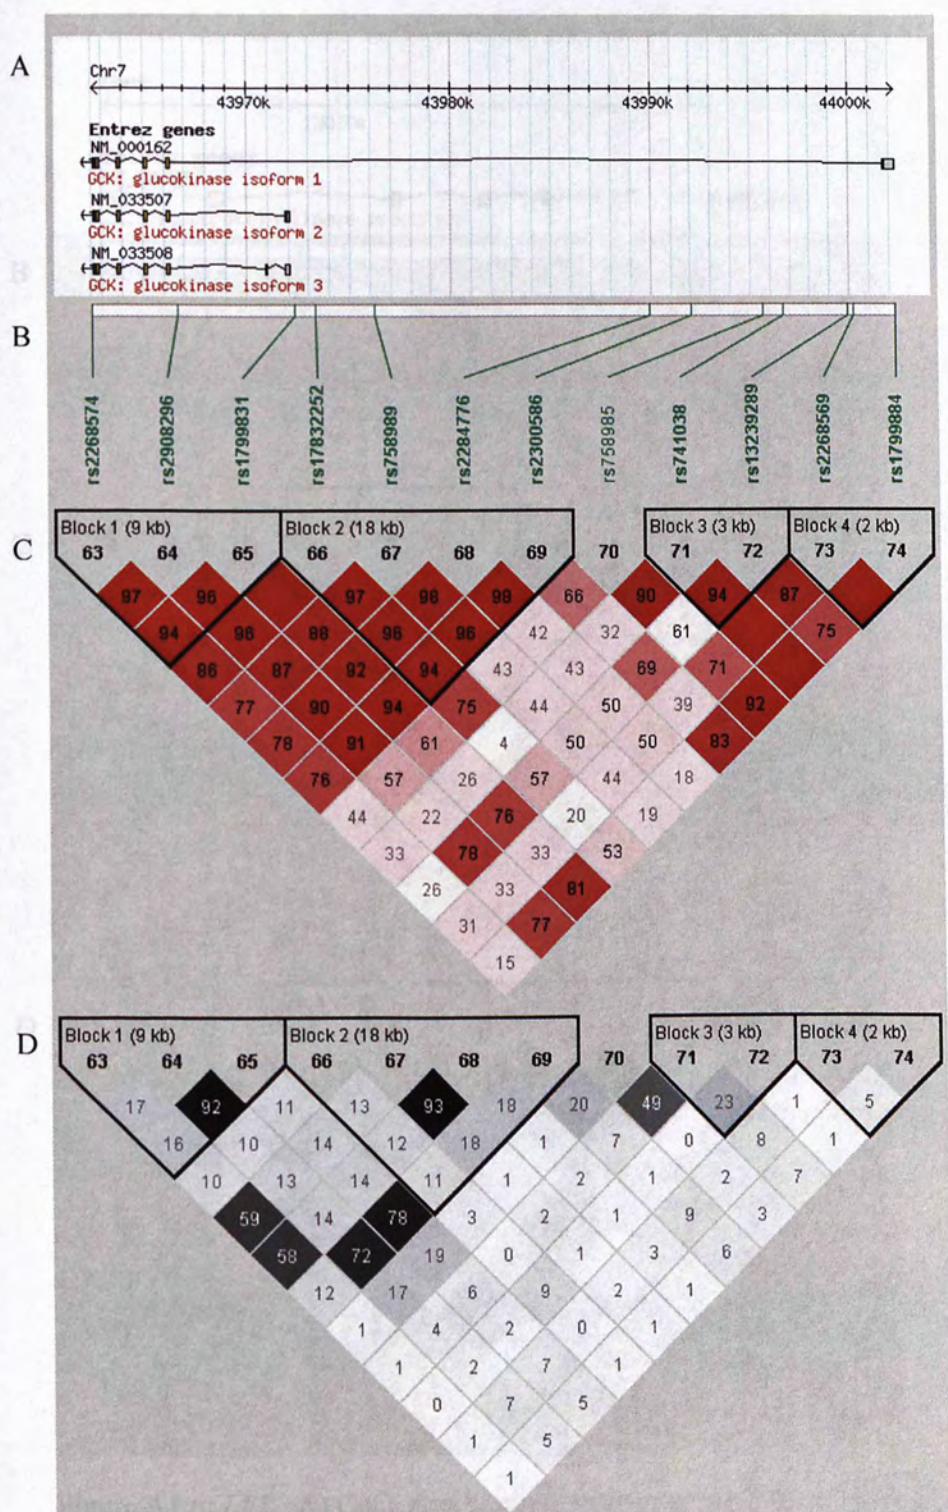 A
Chr7
43970k 43980k 43990k 44000k
Entrez genes
NM_000162
GCK: glucokinase isoform 1
NM_033507
GCK: glucokinase isoform 2
NM_033508
GCK: glucokinase isoform 3
B
rs2268574
rs2908296
rs1799831
rs17832252
rs758989
rs2284776
rs2300586
rs758985
rs741038
rs13239289
rs2268569
rs1799884
C
Block 1 (9 kb) Block 2 (18 kb) Block 3 (3 kb) Block 4 (2 kb)
63 64 65 66 67 68 69 70 71 72 73 74
97 96 97 98 99 66 90 94 87
94 98 88 96 96 42 32 61 75
86 87 92 94 43 43 69 71
77 90 94 75 44 50 39 92
78 91 61 4 50 50 83
76 57 26 57 44 18
44 22 76 20 19
33 78 33 53
26 33 81
31 77
15
D
Block 1 (9 kb) Block 2 (18 kb) Block 3 (3 kb) Block 4 (2 kb)
63 64 65 66 67 68 69 70 71 72 73 74
17 92 11 13 93 18 20 49 23 1 5
16 10 14 12 18 1 7 0 8 1
10 13 14 11 1 2 1 2 7
59 14 78 3 2 1 9 3
58 72 19 0 1 3 6
12 17 6 9 2 1
1 4 2 0 1
1 2 7 1
0 7 5
1 5
1